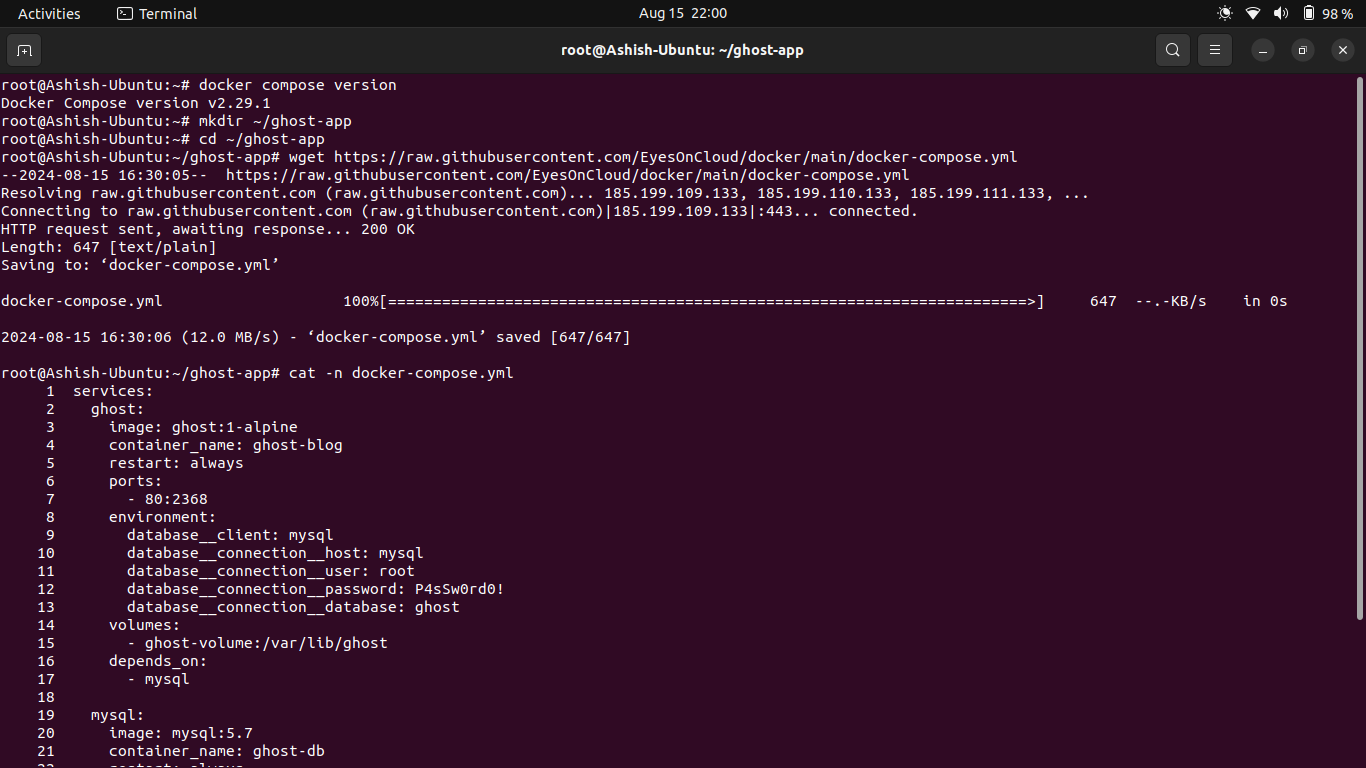 Activities Terminal Aug 15 22:00 98 %
root@Ashish-Ubuntu: ~/ghost-app
root@Ashish-Ubuntu:~# docker compose version
Docker Compose version v2.29.1
root@Ashish-Ubuntu:~# mkdir ~/ghost-app
root@Ashish-Ubuntu:~# cd ~/ghost-app
root@Ashish-Ubuntu:~/ghost-app# wget https://raw.githubusercontent.com/EyesOnCloud/docker/main/docker-compose.yml
--2024-08-15 16:30:05--  https://raw.githubusercontent.com/EyesOnCloud/docker/main/docker-compose.yml
Resolving raw.githubusercontent.com (raw.githubusercontent.com)... 185.199.109.133, 185.199.110.133, 185.199.111.133, ...
Connecting to raw.githubusercontent.com (raw.githubusercontent.com)|185.199.109.133|:443... connected.
HTTP request sent, awaiting response... 200 OK
Length: 647 [text/plain]
Saving to: ‘docker-compose.yml’
docker-compose.yml                    100%[=======================================================================>]     647  --.-KB/s    in 0s
2024-08-15 16:30:06 (12.0 MB/s) - ‘docker-compose.yml’ saved [647/647]
root@Ashish-Ubuntu:~/ghost-app# cat -n docker-compose.yml
     1  services:
     2    ghost:
     3      image: ghost:1-alpine
     4      container_name: ghost-blog
     5      restart: always
     6      ports:
     7        - 80:2368
     8      environment:
     9        database__client: mysql
    10        database__connection__host: mysql
    11        database__connection__user: root
    12        database__connection__password: P4sSw0rd0!
    13        database__connection__database: ghost
    14      volumes:
    15        - ghost-volume:/var/lib/ghost
    16      depends_on:
    17        - mysql
    18
    19    mysql:
    20      image: mysql:5.7
    21      container_name: ghost-db